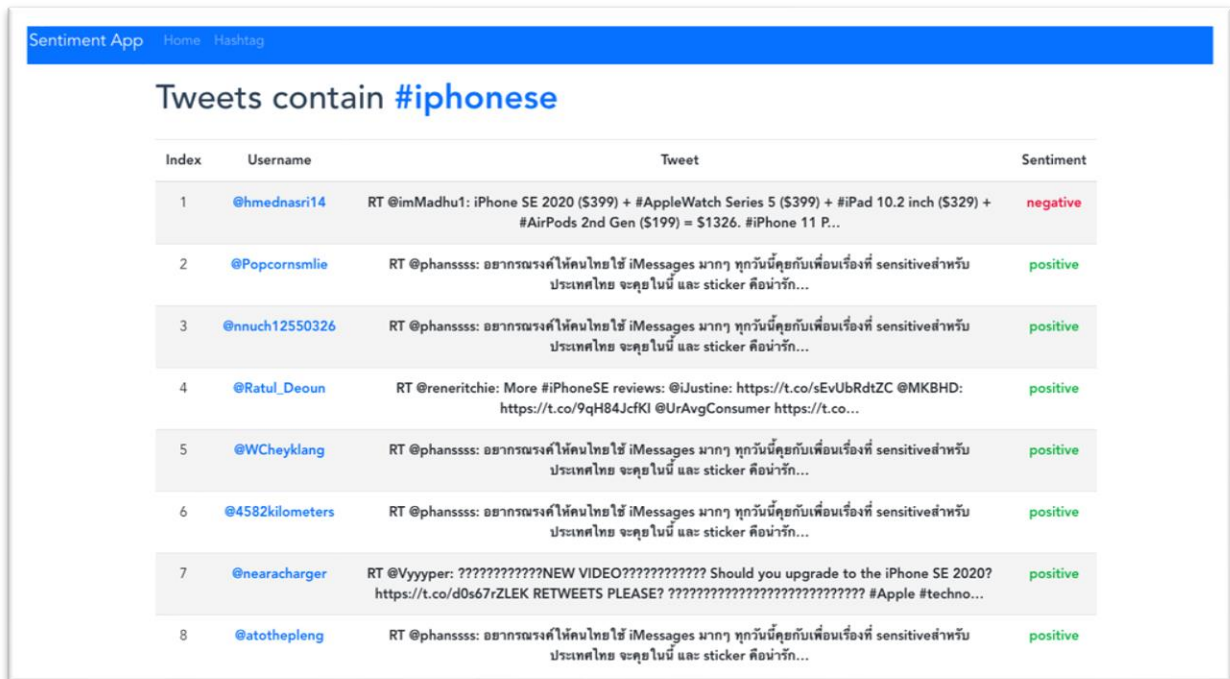 Sentiment App Home Hashtag
Tweets contain #iphonese
Index Username Tweet Sentiment
1 @hmednasri14 RT @imMadhu1: iPhone SE 2020 ($399) + #AppleWatch Series 5 ($399) + #iPad 10.2 inch ($329) + negative
#AirPods 2nd Gen ($199) = $1326. #iPhone 11 P...
2 @Popcornsmlie RT @phanssss: อยากรณรงค์ให้คนไทยใช้ iMessages มากๆ ทุกวันนี้คุยกับเพื่อนเรื่องที่ sensitiveสำหรับ positive
ประเทศไทย จะคุยในนี้ และ sticker คือน่ารัก...
3 @nnuch12550326 RT @phanssss: อยากรณรงค์ให้คนไทยใช้ iMessages มากๆ ทุกวันนี้คุยกับเพื่อนเรื่องที่ sensitiveสำหรับ positive
ประเทศไทย จะคุยในนี้ และ sticker คือน่ารัก...
4 @Ratul_Deoun RT @reneritchie: More #iPhoneSE reviews: @iJustine: https://t.co/sEvUbRdtZC @MKBHD: positive
https://t.co/9qH84JcfKl @UrAvgConsumer https://t.co...
5 @WCheyklang RT @phanssss: อยากรณรงค์ให้คนไทยใช้ iMessages มากๆ ทุกวันนี้คุยกับเพื่อนเรื่องที่ sensitiveสำหรับ positive
ประเทศไทย จะคุยในนี้ และ sticker คือน่ารัก...
6 @4582kilometers RT @phanssss: อยากรณรงค์ให้คนไทยใช้ iMessages มากๆ ทุกวันนี้คุยกับเพื่อนเรื่องที่ sensitiveสำหรับ positive
ประเทศไทย จะคุยในนี้ และ sticker คือน่ารัก...
7 @nearacharger RT @Vyyyper: ????????????NEW VIDEO???????????? Should you upgrade to the iPhone SE 2020? positive
https://t.co/d0s67rZLEK RETWEETS PLEASE? ???????????????????????????? #Apple #techno...
8 @atothepleng RT @phanssss: อยากรณรงค์ให้คนไทยใช้ iMessages มากๆ ทุกวันนี้คุยกับเพื่อนเรื่องที่ sensitiveสำหรับ positive
ประเทศไทย จะคุยในนี้ และ sticker คือน่ารัก...